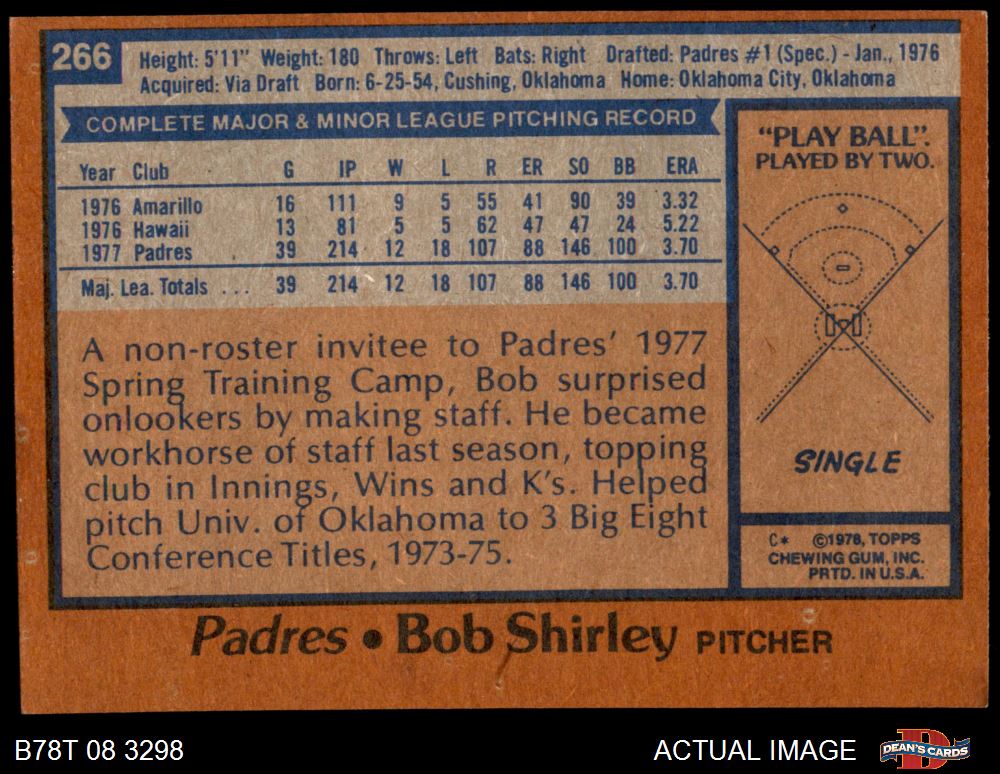 266
Height: 5'11" Weight: 180 Throws: Left Bats: Right Drafted: Padres #1 (Spec.) - Jan., 1976
Acquired: Via Draft Born: 6-25-54, Cushing, Oklahoma Home: Oklahoma City, Oklahoma
COMPLETE MAJOR & MINOR LEAGUE PITCHING RECORD
Year Club G IP W L R ER SO BB ERA
1976 Amarillo 16 111 9 5 55 41 90 39 3.32
1976 Hawaii 13 81 5 5 62 47 47 24 5.22
1977 Padres 39 214 12 18 107 88 146 100 3.70
Maj. Lea. Totals . . . 39 214 12 18 107 88 146 100 3.70
A non-roster invitee to Padres' 1977
Spring Training Camp, Bob surprised
onlookers by making staff. He became
workhorse of staff last season, topping
club in Innings, Wins and K's. Helped
pitch Univ. of Oklahoma to 3 Big Eight
Conference Titles, 1973-75.
"PLAY BALL".
PLAYED BY TWO.
SINGLE
C* ©1978, TOPPS
CHEWING GUM, INC.
PRTD. IN U.S.A.
Padres • Bob Shirley PITCHER
B78T 08 3298
ACTUAL IMAGE
DEAN'S CARDS